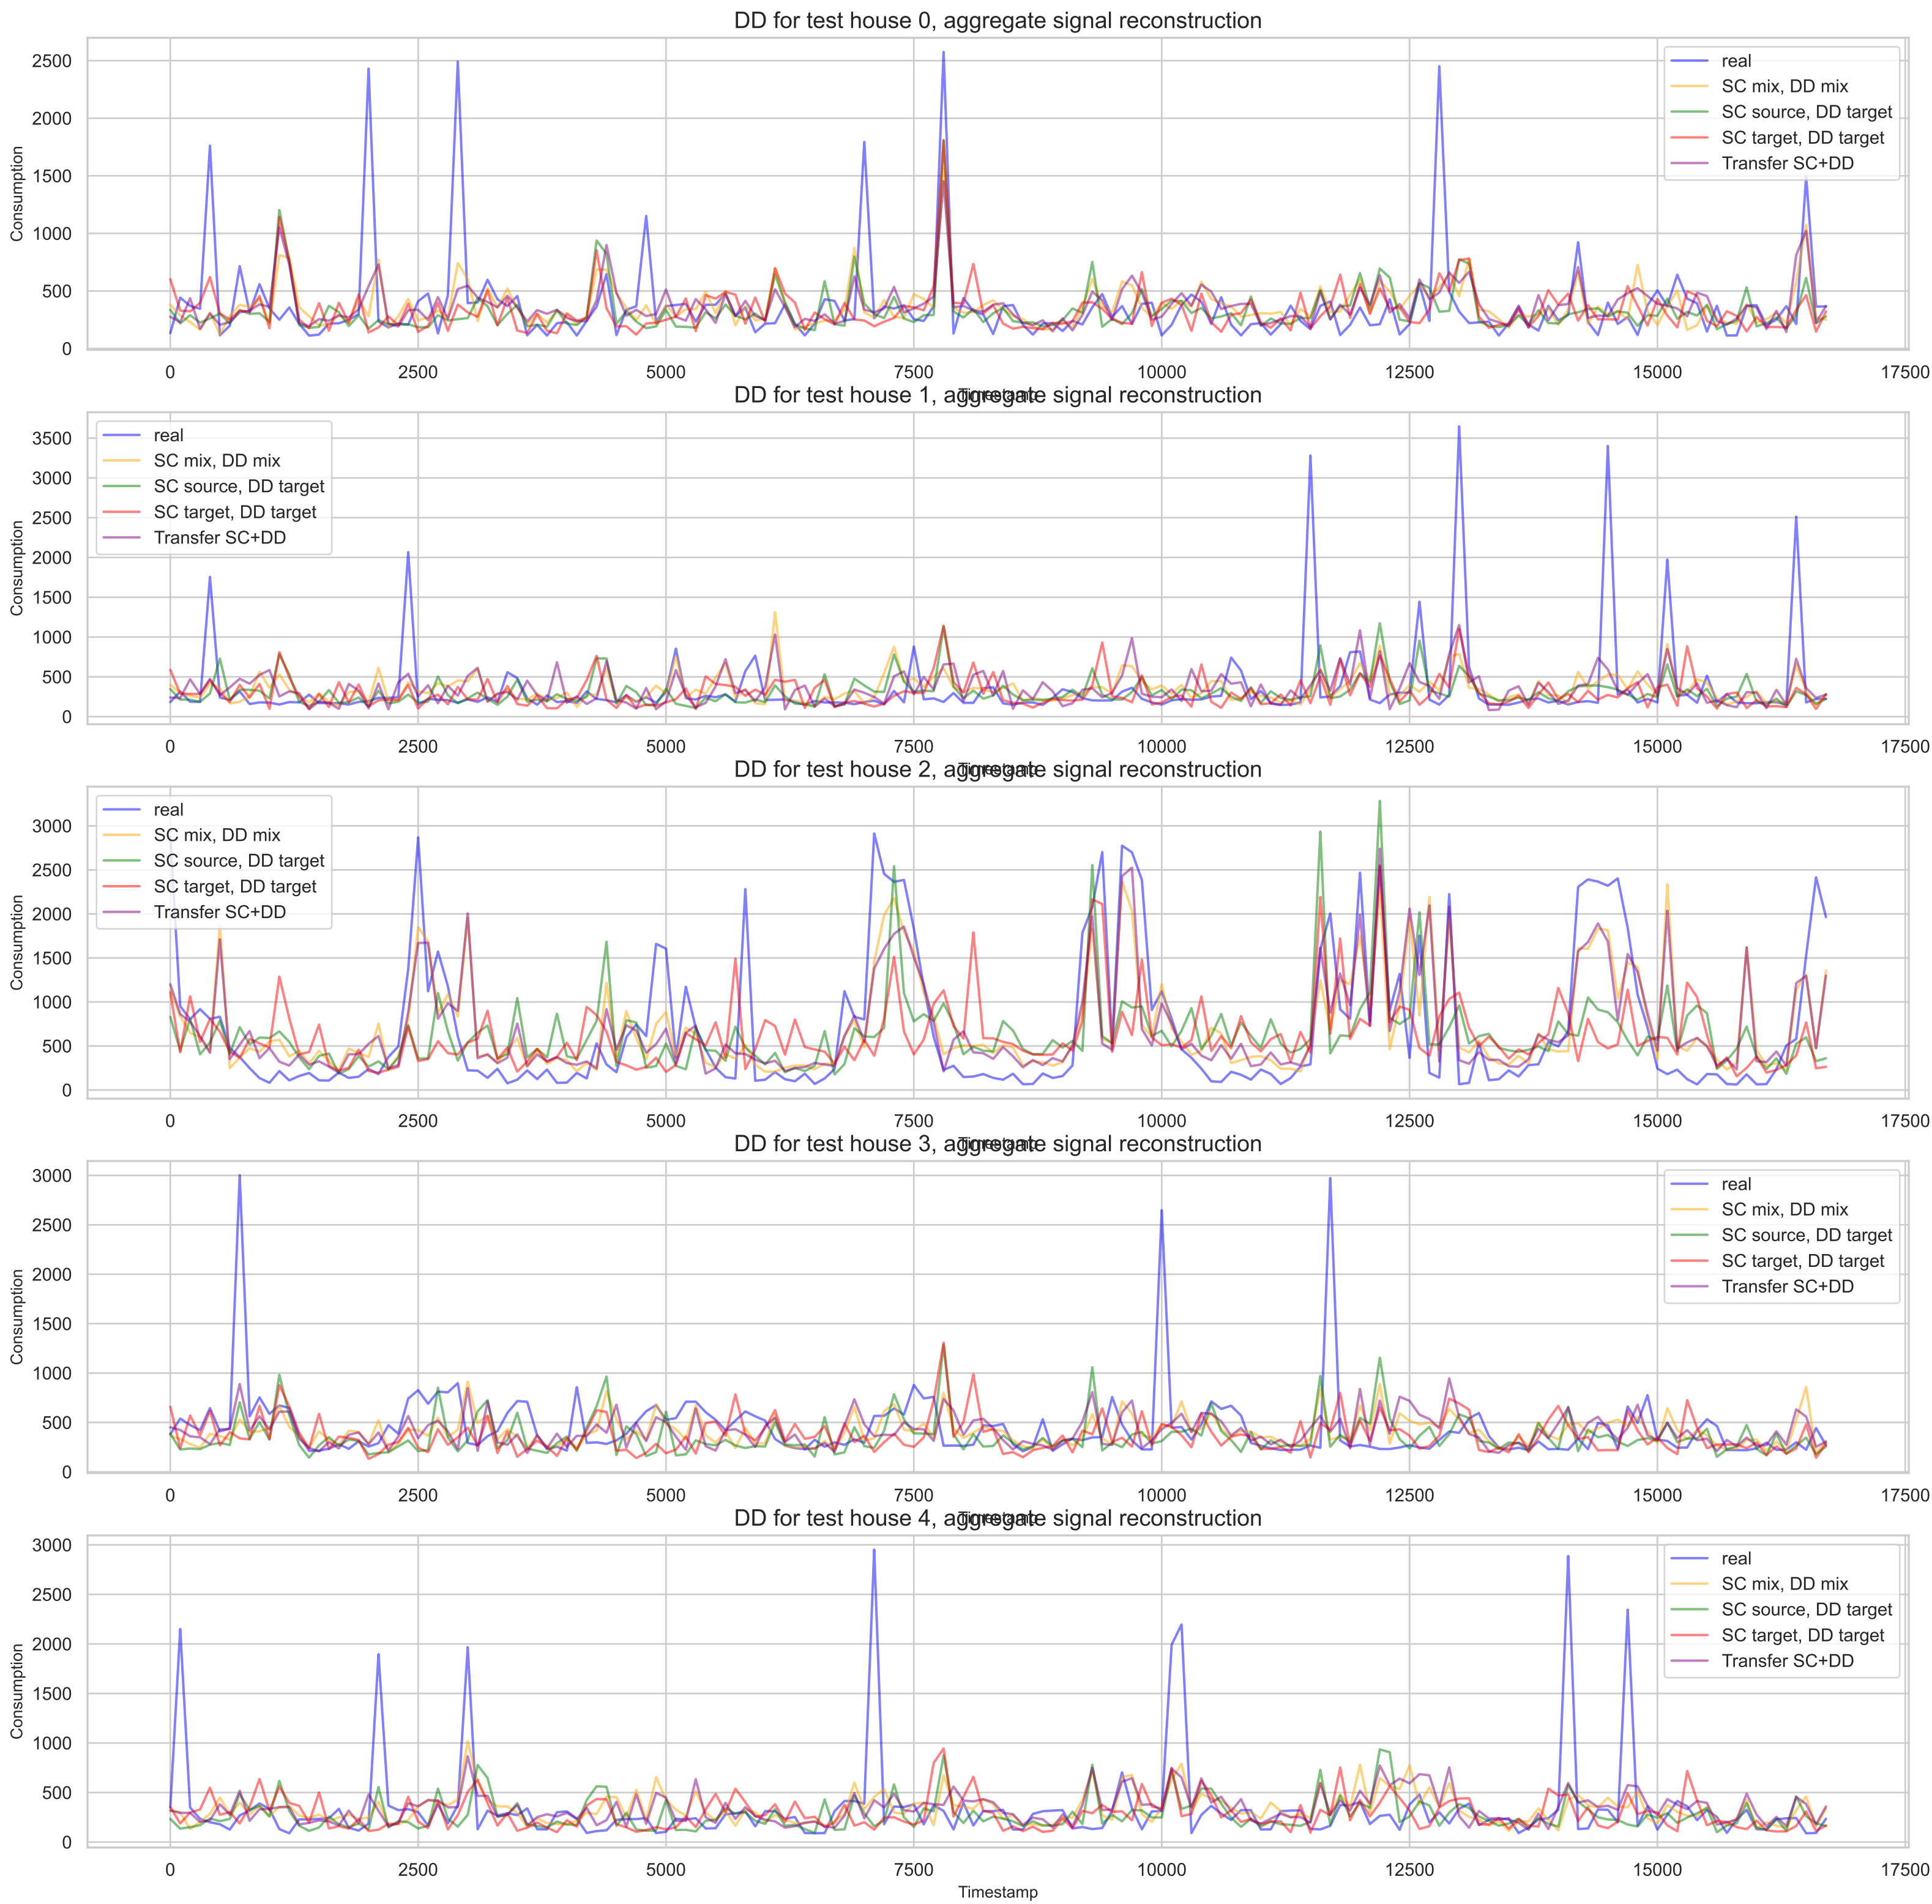 DD for test house 0, aggregate signal reconstruction
2500
2000
1500
1000
500
0
Consumption
real
SC mix, DD mix
SC source, DD target
SC target, DD target
Transfer SC+DD
0 2500 5000 7500 10000 12500 15000 17500
Timestamp
DD for test house 1, aggregate signal reconstruction
3500
3000
2500
2000
1500
1000
500
0
Consumption
real
SC mix, DD mix
SC source, DD target
SC target, DD target
Transfer SC+DD
0 2500 5000 7500 10000 12500 15000 17500
Timestamp
DD for test house 2, aggregate signal reconstruction
3000
2500
2000
1500
1000
500
0
Consumption
real
SC mix, DD mix
SC source, DD target
SC target, DD target
Transfer SC+DD
0 2500 5000 7500 10000 12500 15000 17500
Timestamp
DD for test house 3, aggregate signal reconstruction
3000
2500
2000
1500
1000
500
0
Consumption
real
SC mix, DD mix
SC source, DD target
SC target, DD target
Transfer SC+DD
0 2500 5000 7500 10000 12500 15000 17500
Timestamp
DD for test house 4, aggregate signal reconstruction
3000
2500
2000
1500
1000
500
0
Consumption
real
SC mix, DD mix
SC source, DD target
SC target, DD target
Transfer SC+DD
0 2500 5000 7500 10000 12500 15000 17500
Timestamp